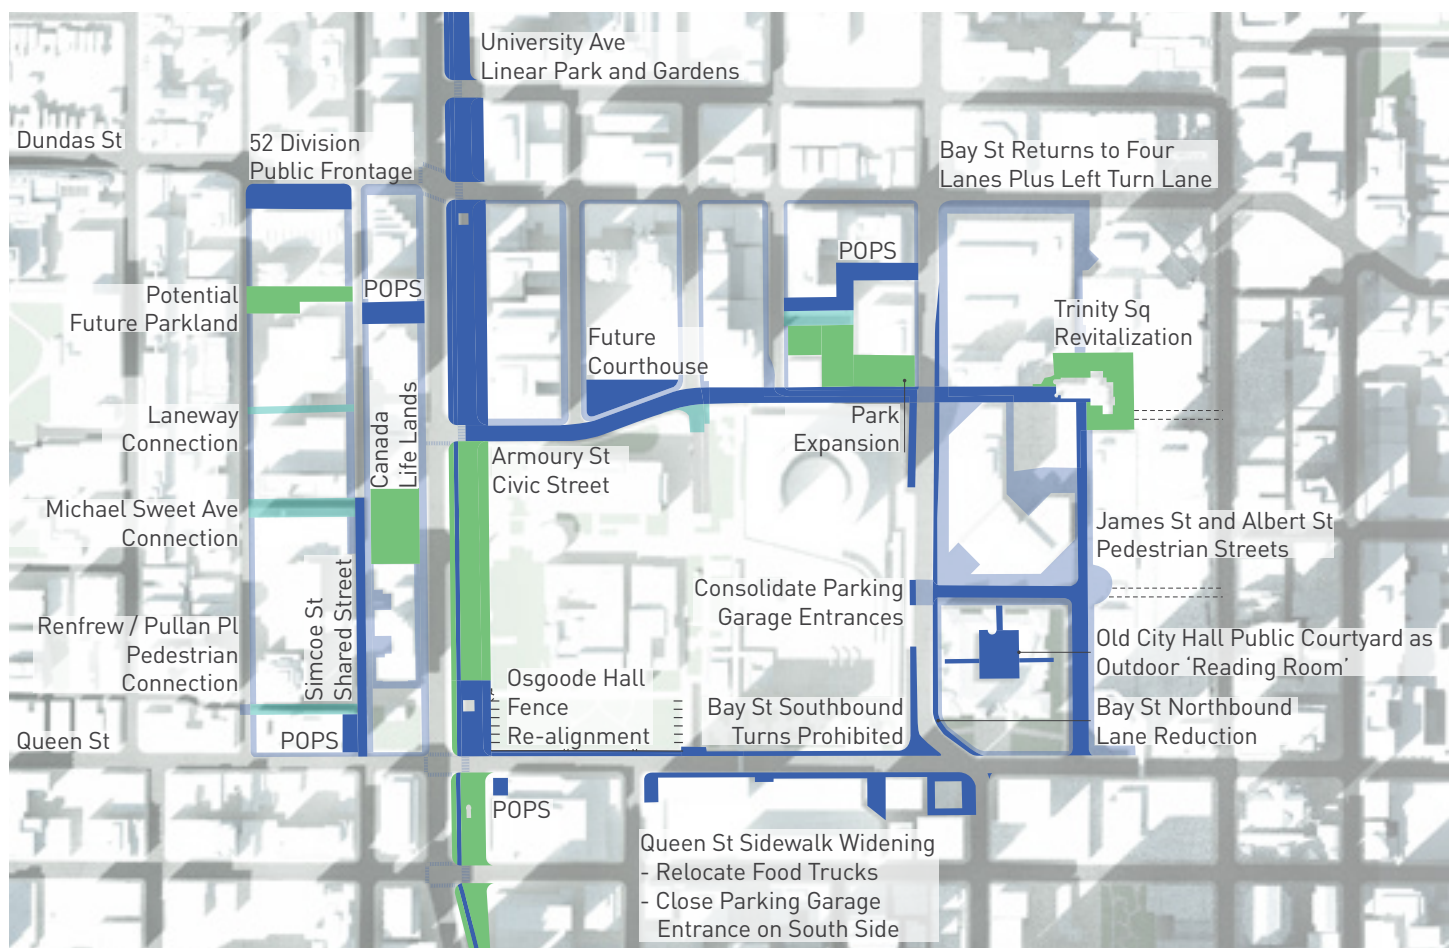 University Ave
Linear Park and Gardens
Dundas St
52 Division
Public Frontage
Bay St Returns to Four
Lanes Plus Left Turn Lane
POPS
Potential
Future Parkland
POPS
Trinity Sq
Revitalization
Future
Courthouse
Laneway
Connection
Canada
Life Lands
Park
Expansion
Armoury St
Civic Street
Michael Sweet Ave
Connection
James St and Albert St
Pedestrian Streets
Consolidate Parking
Garage Entrances
Simcoe St
Shared Street
Renfrew / Pullan Pl
Pedestrian
Connection
Old City Hall Public Courtyard as
Outdoor ‘Reading Room’
Osgoode Hall
Fence
Re-alignment
Bay St Southbound
Turns Prohibited
Bay St Northbound
Lane Reduction
Queen St
POPS
POPS
Queen St Sidewalk Widening
- Relocate Food Trucks
- Close Parking Garage
Entrance on South Side